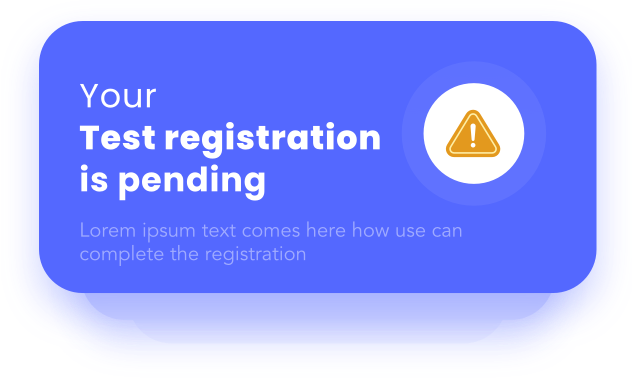 Your
Test registration
is pending
Lorem ipsum text comes here how use can
complete the registration